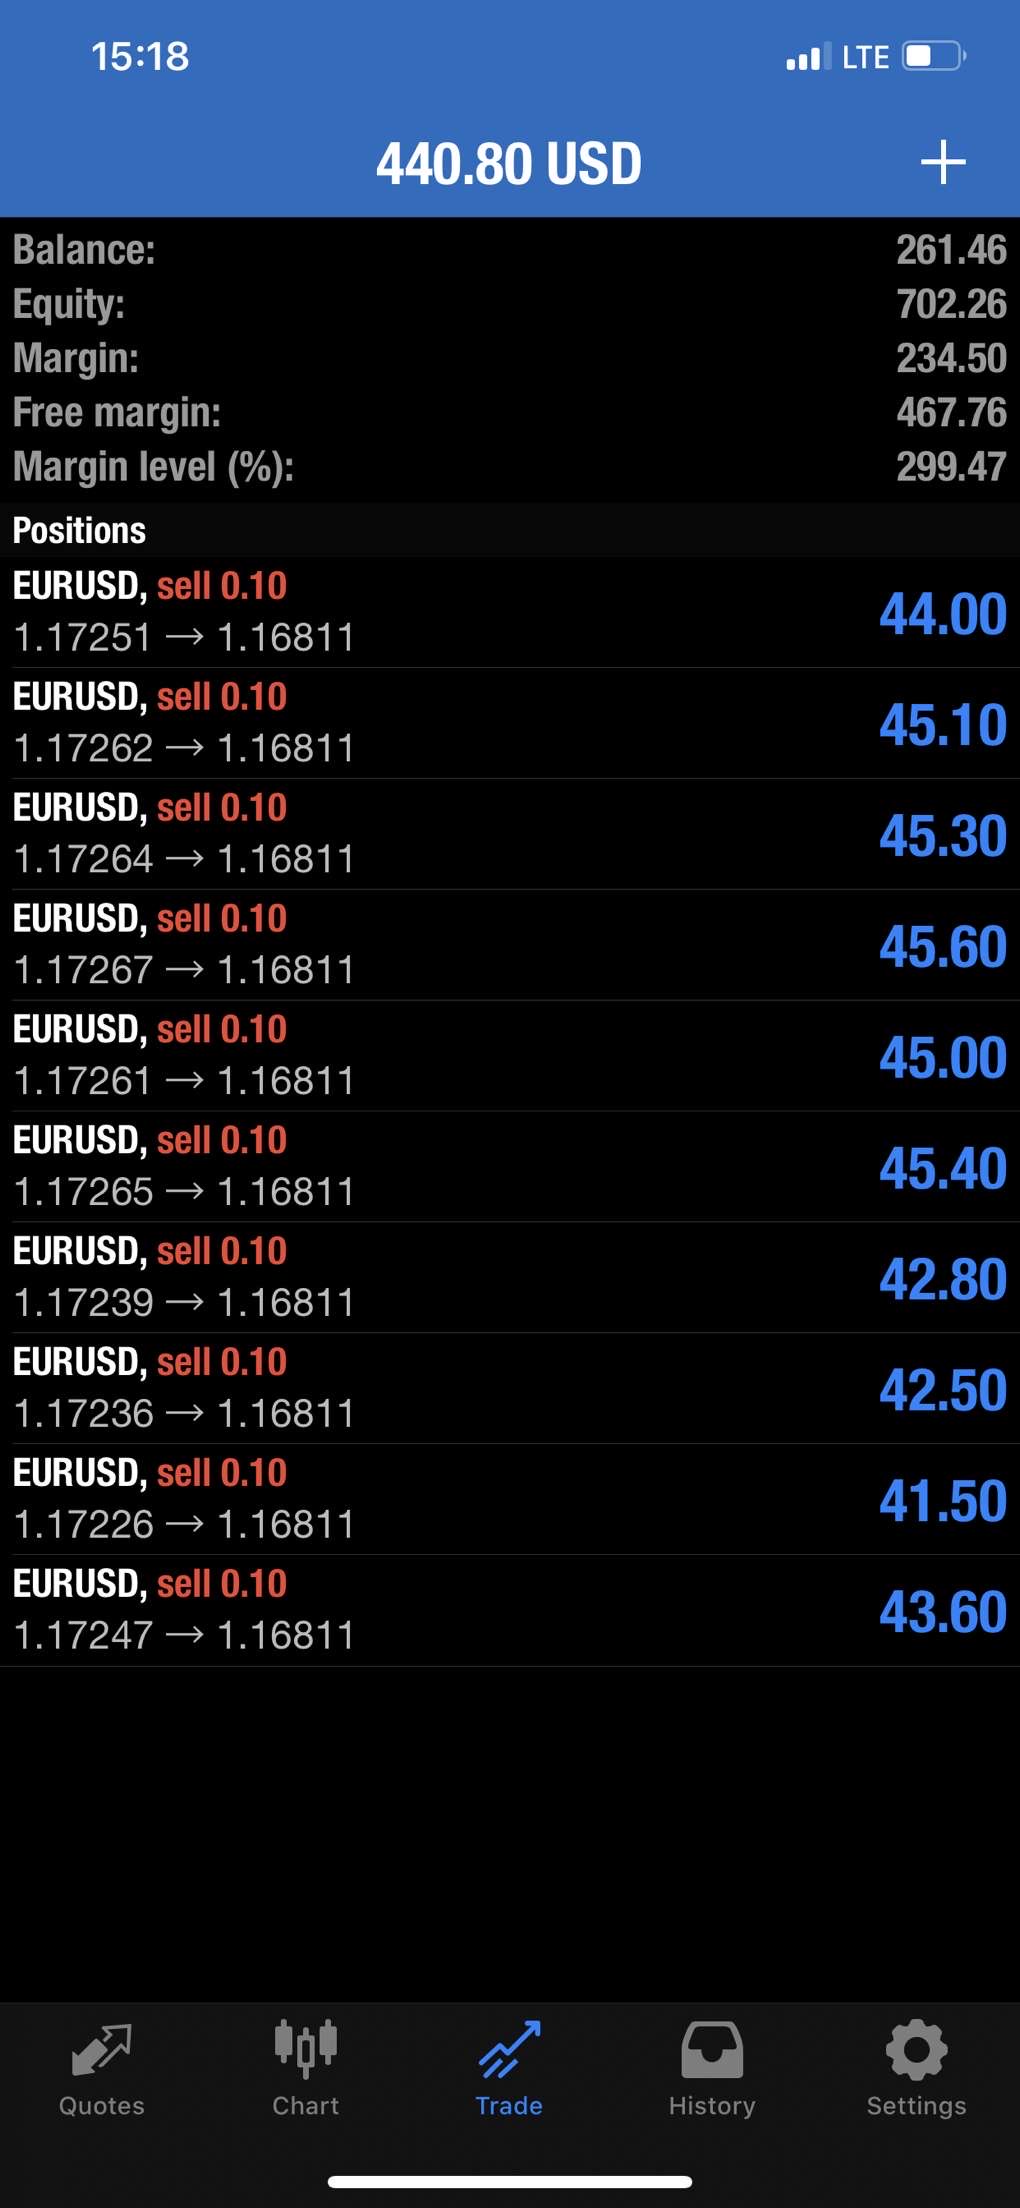 15:18
LTE
440.80 USD
Balance: 261.46
Equity: 702.26
Margin: 234.50
Free margin: 467.76
Margin level (%): 299.47
Positions
EURUSD, sell 0.10
1.17251 → 1.16811
44.00
EURUSD, sell 0.10
1.17262 → 1.16811
45.10
EURUSD, sell 0.10
1.17264 → 1.16811
45.30
EURUSD, sell 0.10
1.17267 → 1.16811
45.60
EURUSD, sell 0.10
1.17261 → 1.16811
45.00
EURUSD, sell 0.10
1.17265 → 1.16811
45.40
EURUSD, sell 0.10
1.17239 → 1.16811
42.80
EURUSD, sell 0.10
1.17236 → 1.16811
42.50
EURUSD, sell 0.10
1.17226 → 1.16811
41.50
EURUSD, sell 0.10
1.17247 → 1.16811
43.60
Quotes
Chart
Trade
History
Settings